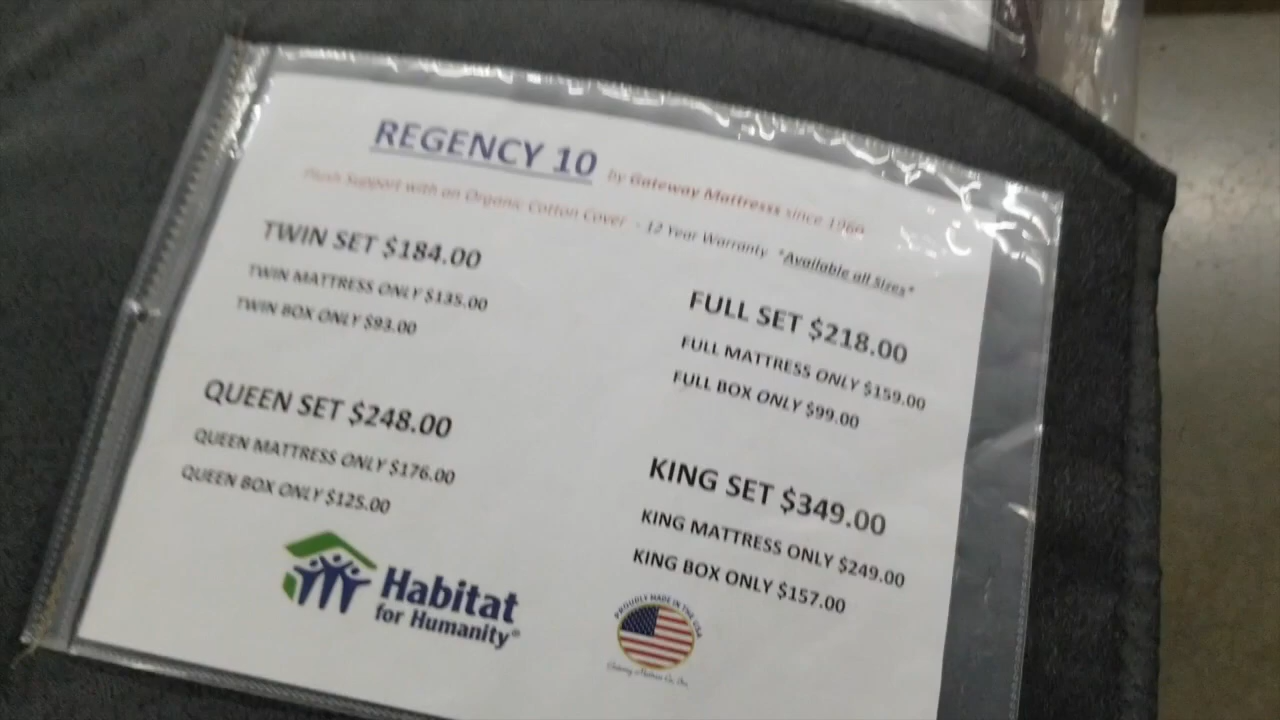 REGENCY 10 by Gateway Mattresss since 1960
Plush Support with an Organic Cotton Cover - 12 Year Warranty *Available all Sizes*
TWIN SET $184.00
TWIN MATTRESS ONLY $135.00
TWIN BOX ONLY $93.00
FULL SET $218.00
FULL MATTRESS ONLY $159.00
FULL BOX ONLY $99.00
QUEEN SET $248.00
QUEEN MATTRESS ONLY $176.00
QUEEN BOX ONLY $125.00
KING SET $349.00
KING MATTRESS ONLY $249.00
KING BOX ONLY $157.00
Habitat
for Humanity®
PROUDLY MADE IN THE USA
Gateway Mattress Co., Inc.